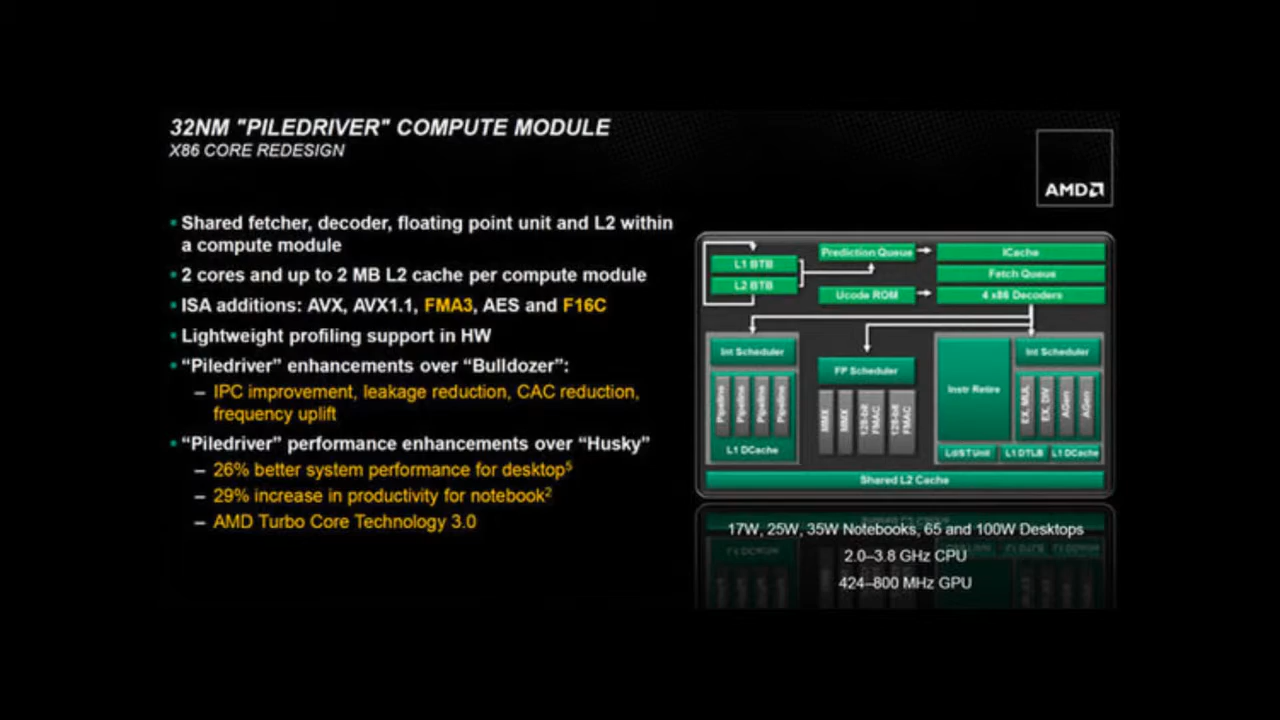 32NM "PILEDRIVER" COMPUTE MODULE
X86 CORE REDESIGN
AMD
▪ Shared fetcher, decoder, floating point unit and L2 within
a compute module
▪ 2 cores and up to 2 MB L2 cache per compute module
▪ ISA additions: AVX, AVX1.1, FMA3, AES and F16C
▪ Lightweight profiling support in HW
▪ “Piledriver” enhancements over “Bulldozer”:
– IPC improvement, leakage reduction, CAC reduction,
frequency uplift
▪ “Piledriver” performance enhancements over “Husky”
– 26% better system performance for desktop⁵
– 29% increase in productivity for notebook²
– AMD Turbo Core Technology 3.0
L1 BTB
L2 BTB
Prediction Queue
Ucode ROM
ICache
Fetch Queue
4 x86 Decoders
Int Scheduler
Pipeline
Pipeline
Pipeline
Pipeline
L1 DCache
FP Scheduler
MMX
MMX
128-bit
FMAC
128-bit
FMAC
Instr Retire
Int Scheduler
EX, MUL
EX, DIV
AGen
AGen
Ld/ST Unit
L1 DTLB
L1 DCache
Shared L2 Cache
17W, 25W, 35W Notebooks, 65 and 100W Desktops
2.0–3.8 GHz CPU
424–800 MHz GPU